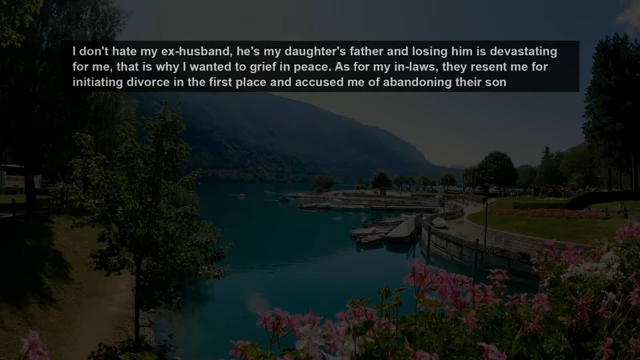 I don't hate my ex-husband, he's my daughter's father and losing him is devastating
for me, that is why I wanted to grief in peace. As for my in-laws, they resent me for
initiating divorce in the first place and accused me of abandoning their son